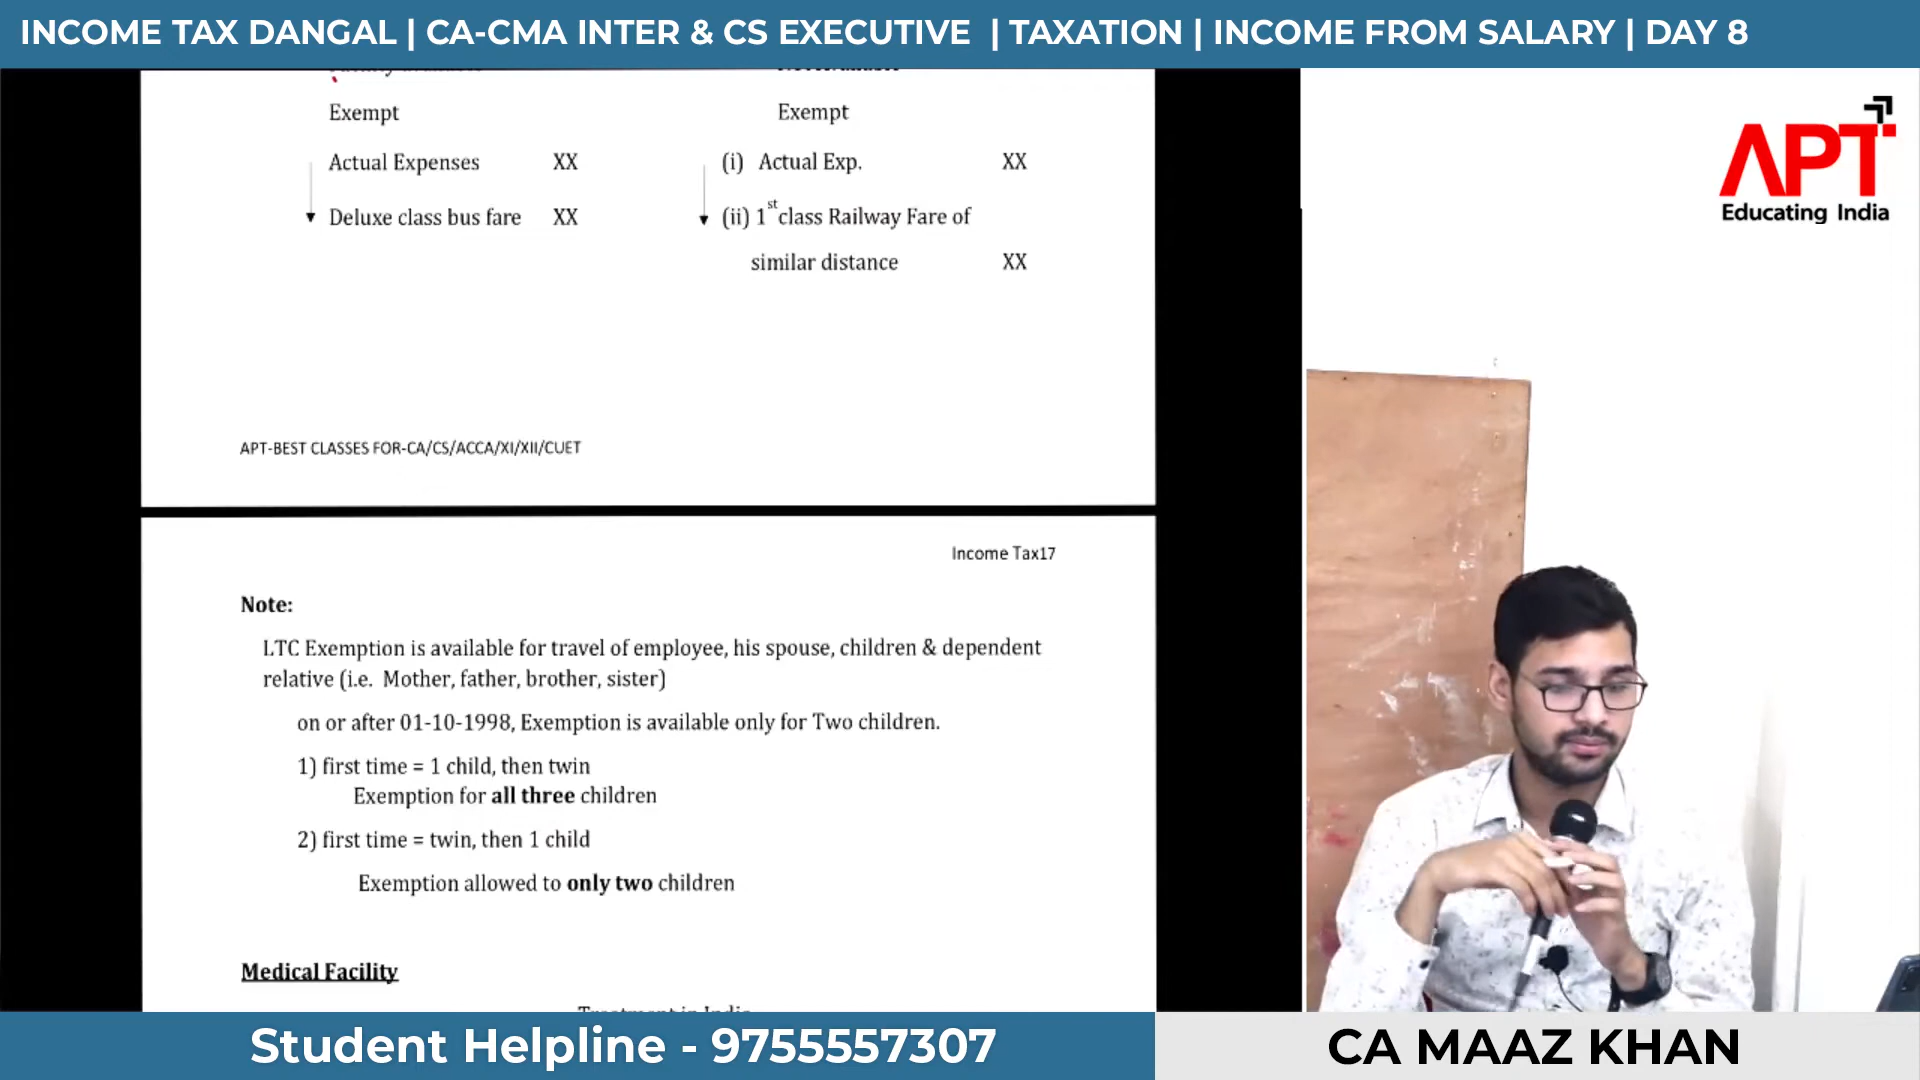 INCOME TAX DANGAL | CA-CMA INTER & CS EXECUTIVE | TAXATION | INCOME FROM SALARY | DAY 8
APT
Educating India
Exempt
Exempt
Actual Expenses XX
(i) Actual Exp. XX
Deluxe class bus fare XX
(ii) 1st class Railway Fare of
similar distance XX
APT-BEST CLASSES FOR-CA/CS/ACCA/XI/XII/CUET
Income Tax17
Note:
LTC Exemption is available for travel of employee, his spouse, children & dependent
relative (i.e. Mother, father, brother, sister)
on or after 01-10-1998, Exemption is available only for Two children.
1) first time = 1 child, then twin
Exemption for all three children
2) first time = twin, then 1 child
Exemption allowed to only two children
Medical Facility
Student Helpline - 9755557307
CA MAAZ KHAN